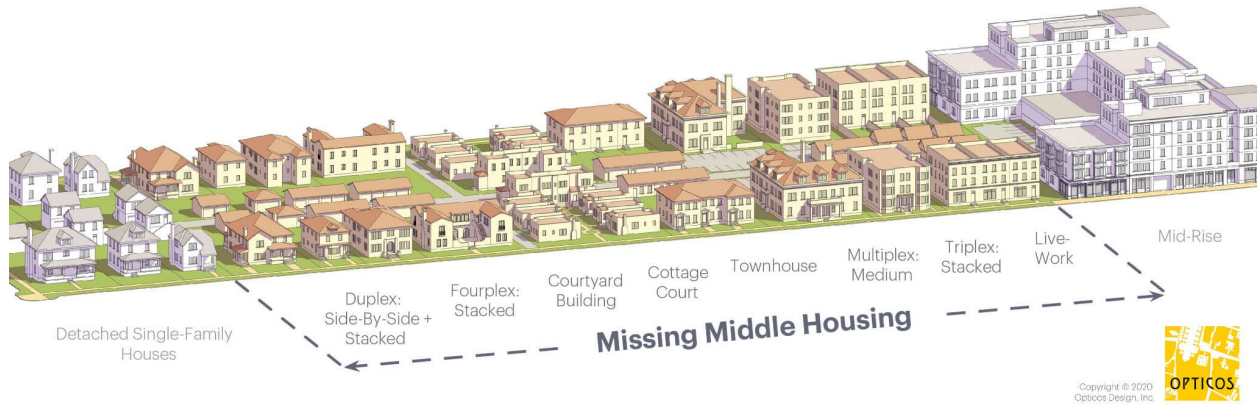 Detached Single-Family
Houses
Duplex:
Side-By-Side +
Stacked
Fourplex:
Stacked
Courtyard
Building
Cottage
Court
Townhouse
Multiplex:
Medium
Triplex:
Stacked
Live-
Work
Mid-Rise
Missing Middle Housing
Copyright © 2020
Opticos Design, Inc.
OPTICOS